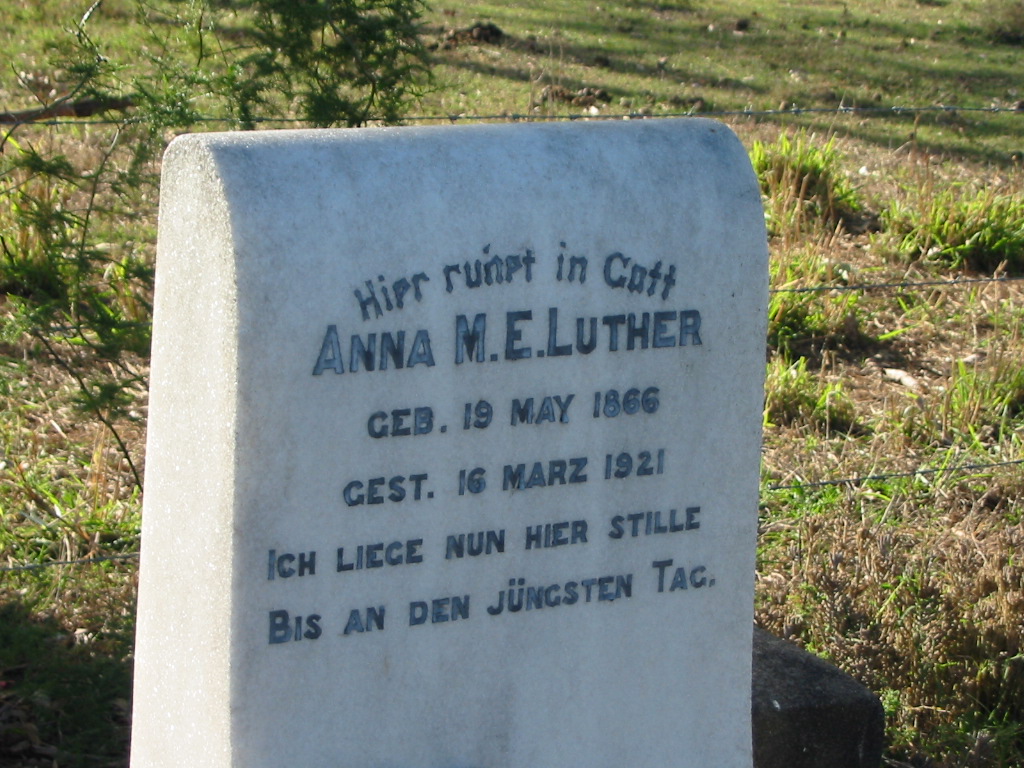 Hier ruhet in Gott
ANNA M. E. LUTHER
GEB. 19 MAY 1866
GEST. 16 MARZ 1921
ICH LIEGE NUN HIER STILLE
BIS AN DEN JÜNGSTEN TAG.